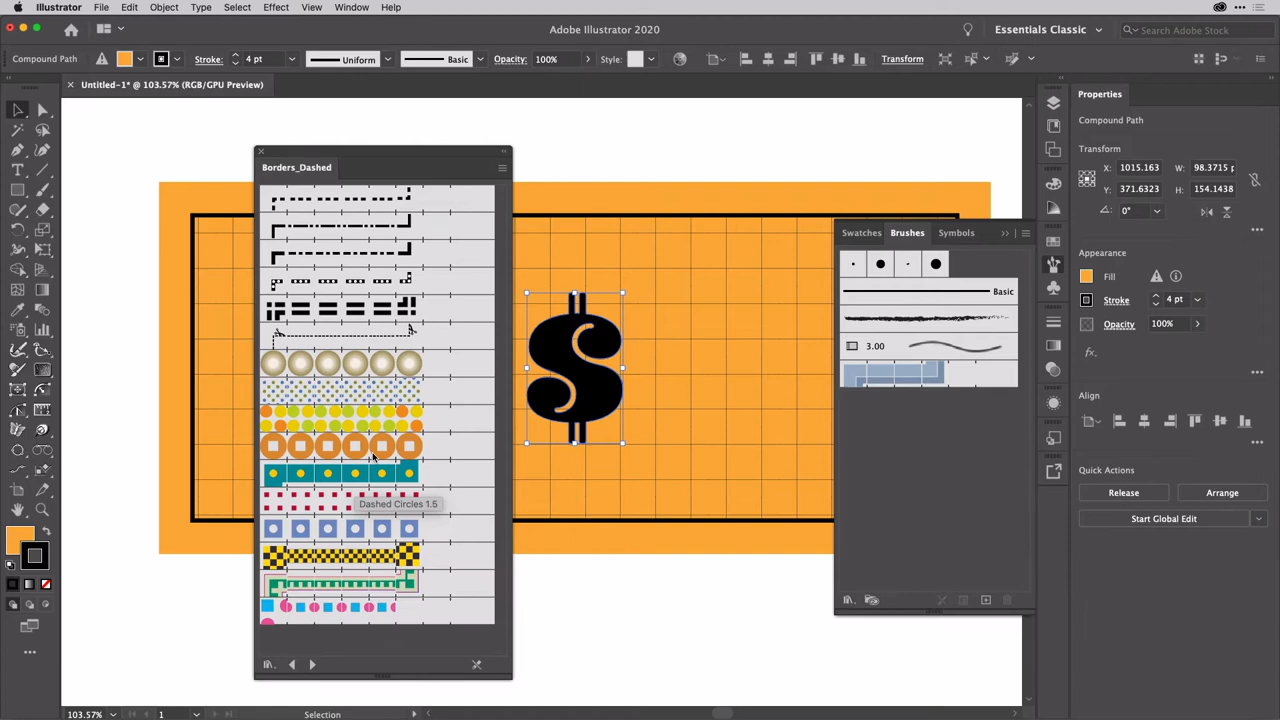 Illustrator File Edit Object Type Select Effect View Window Help
Adobe Illustrator 2020
Essentials Classic
Search Adobe Stock
Compound Path Stroke: 4 pt Uniform Basic Opacity: 100% Style: Transform
Untitled-1* @ 103.57% (RGB/GPU Preview)
Properties
Compound Path
Transform
X: 1015.163 W: 98.3715 p
Y: 371.6323 H: 154.1438
0°
Borders_Dashed
Dashed Circles 1.5
$
Swatches Brushes Symbols
Basic
3.00
Appearance
Fill
Stroke 4 pt
Opacity 100%
fx.
Align
Quick Actions
Release Arrange
Start Global Edit
103.57% 1 Selection